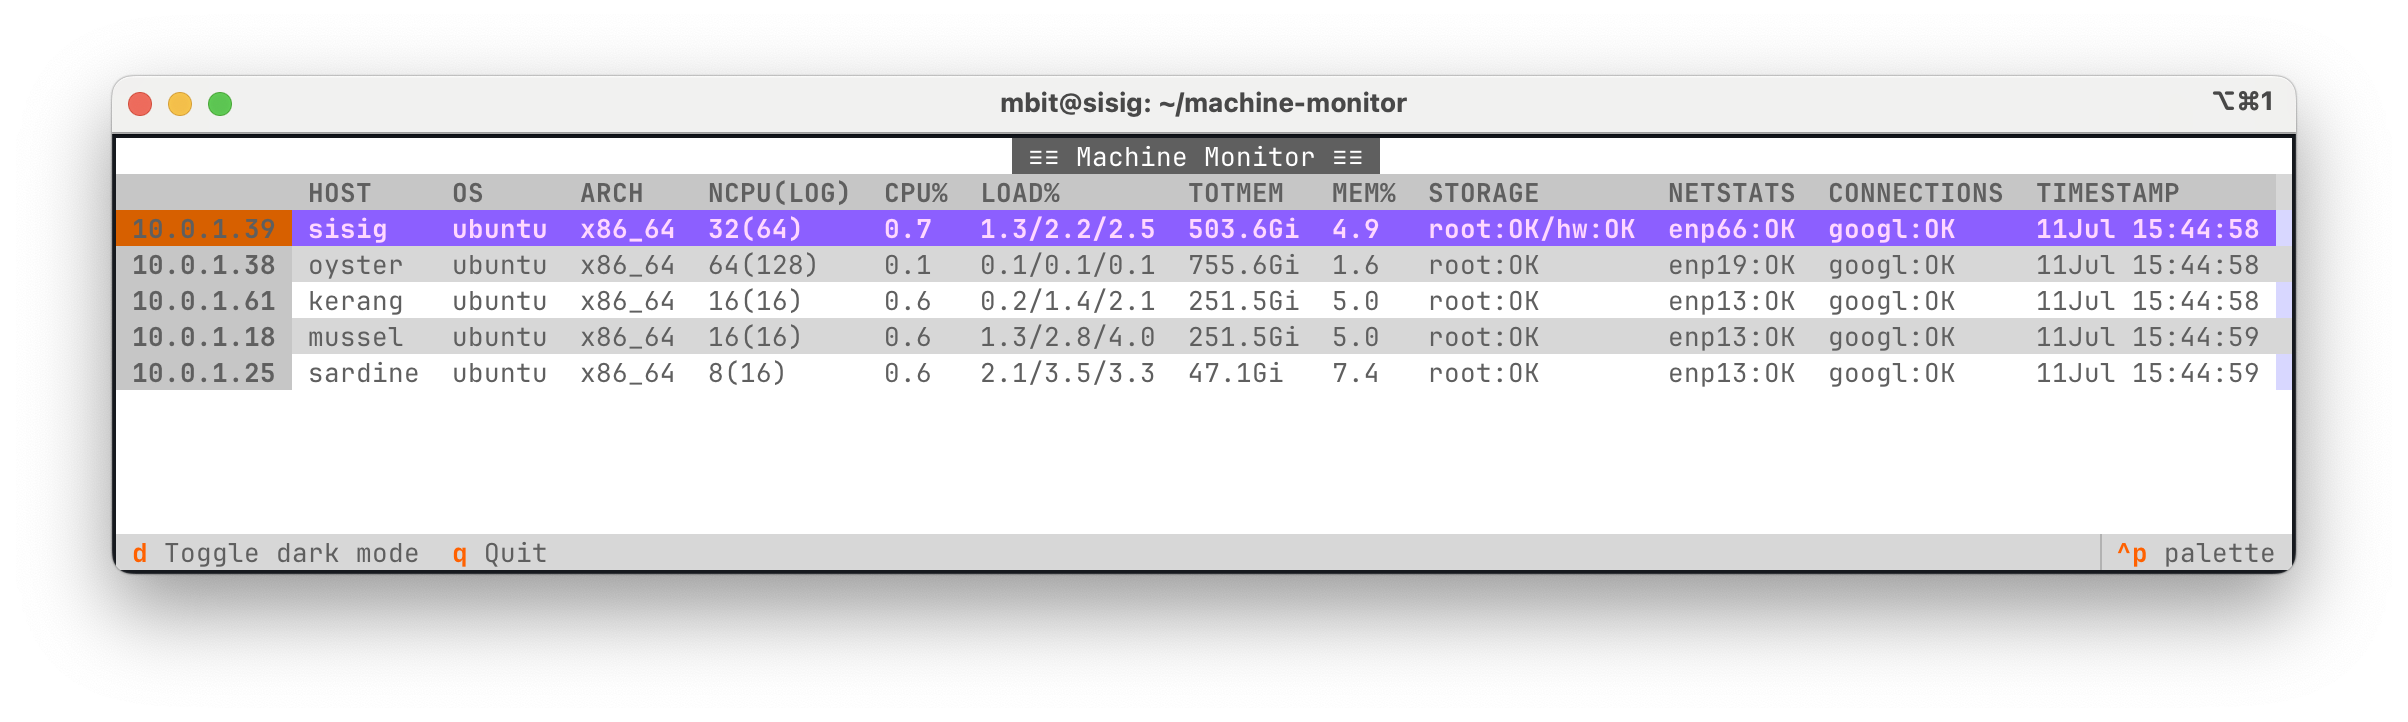 mbit@sisig: ~/machine-monitor ⌥⌘1
Machine Monitor
HOST OS ARCH NCPU(LOG) CPU% LOAD% TOTMEM MEM% STORAGE NETSTATS CONNECTIONS TIMESTAMP
10.0.1.39 sisig ubuntu x86_64 32(64) 0.7 1.3/2.2/2.5 503.6Gi 4.9 root:OK/hw:OK enp66:OK googl:OK 11Jul 15:44:58
10.0.1.38 oyster ubuntu x86_64 64(128) 0.1 0.1/0.1/0.1 755.6Gi 1.6 root:OK enp19:OK googl:OK 11Jul 15:44:58
10.0.1.61 kerang ubuntu x86_64 16(16) 0.6 0.2/1.4/2.1 251.5Gi 5.0 root:OK enp13:OK googl:OK 11Jul 15:44:58
10.0.1.18 mussel ubuntu x86_64 16(16) 0.6 1.3/2.8/4.0 251.5Gi 5.0 root:OK enp13:OK googl:OK 11Jul 15:44:59
10.0.1.25 sardine ubuntu x86_64 8(16) 0.6 2.1/3.5/3.3 47.1Gi 7.4 root:OK enp13:OK googl:OK 11Jul 15:44:59
d Toggle dark mode q Quit ^p palette